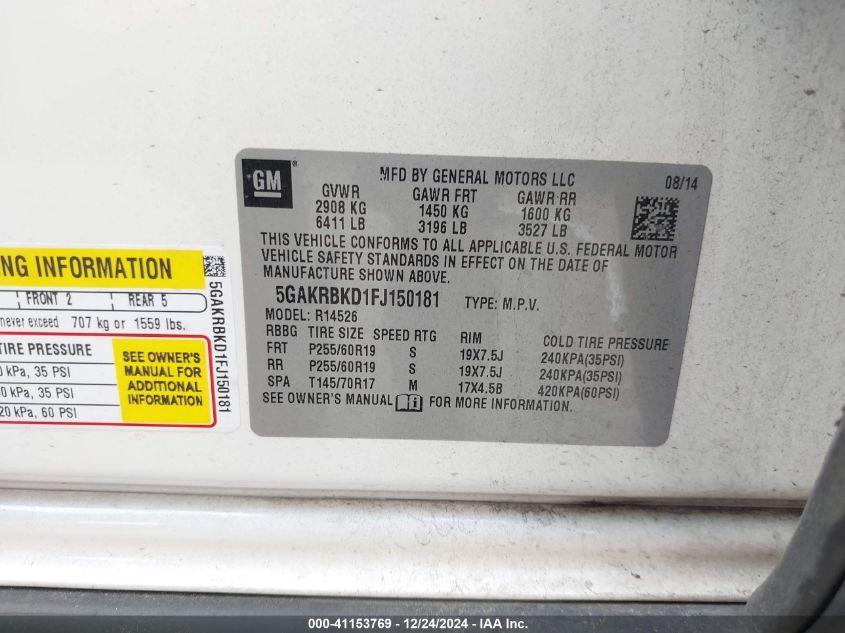 GM ®
MFD BY GENERAL MOTORS LLC 08/14
GVWR GAWR FRT GAWR RR
2908 KG 1450 KG 1600 KG
6411 LB 3196 LB 3527 LB
THIS VEHICLE CONFORMS TO ALL APPLICABLE U.S. FEDERAL MOTOR
VEHICLE SAFETY STANDARDS IN EFFECT ON THE DATE OF
MANUFACTURE SHOWN ABOVE.
5GAKRBKD1FJ150181 TYPE: M.P.V.
MODEL: R14526
RBBG TIRE SIZE SPEED RTG RIM COLD TIRE PRESSURE
FRT P255/60R19 S 19X7.5J 240KPA(35PSI)
RR P255/60R19 S 19X7.5J 240KPA(35PSI)
SPA T145/70R17 M 17X4.5B 420KPA(60PSI)
SEE OWNER'S MANUAL i FOR MORE INFORMATION.
NG INFORMATION
FRONT 2 REAR 5
never exceed 707 kg or 1559 lbs.
TIRE PRESSURE
0 kPa, 35 PSI
0 kPa, 35 PSI
20 kPa, 60 PSI
SEE OWNER'S
MANUAL FOR
ADDITIONAL
INFORMATION
5GAKRBKD1FJ150181
000-41153769 - 12/24/2024 - IAA Inc.